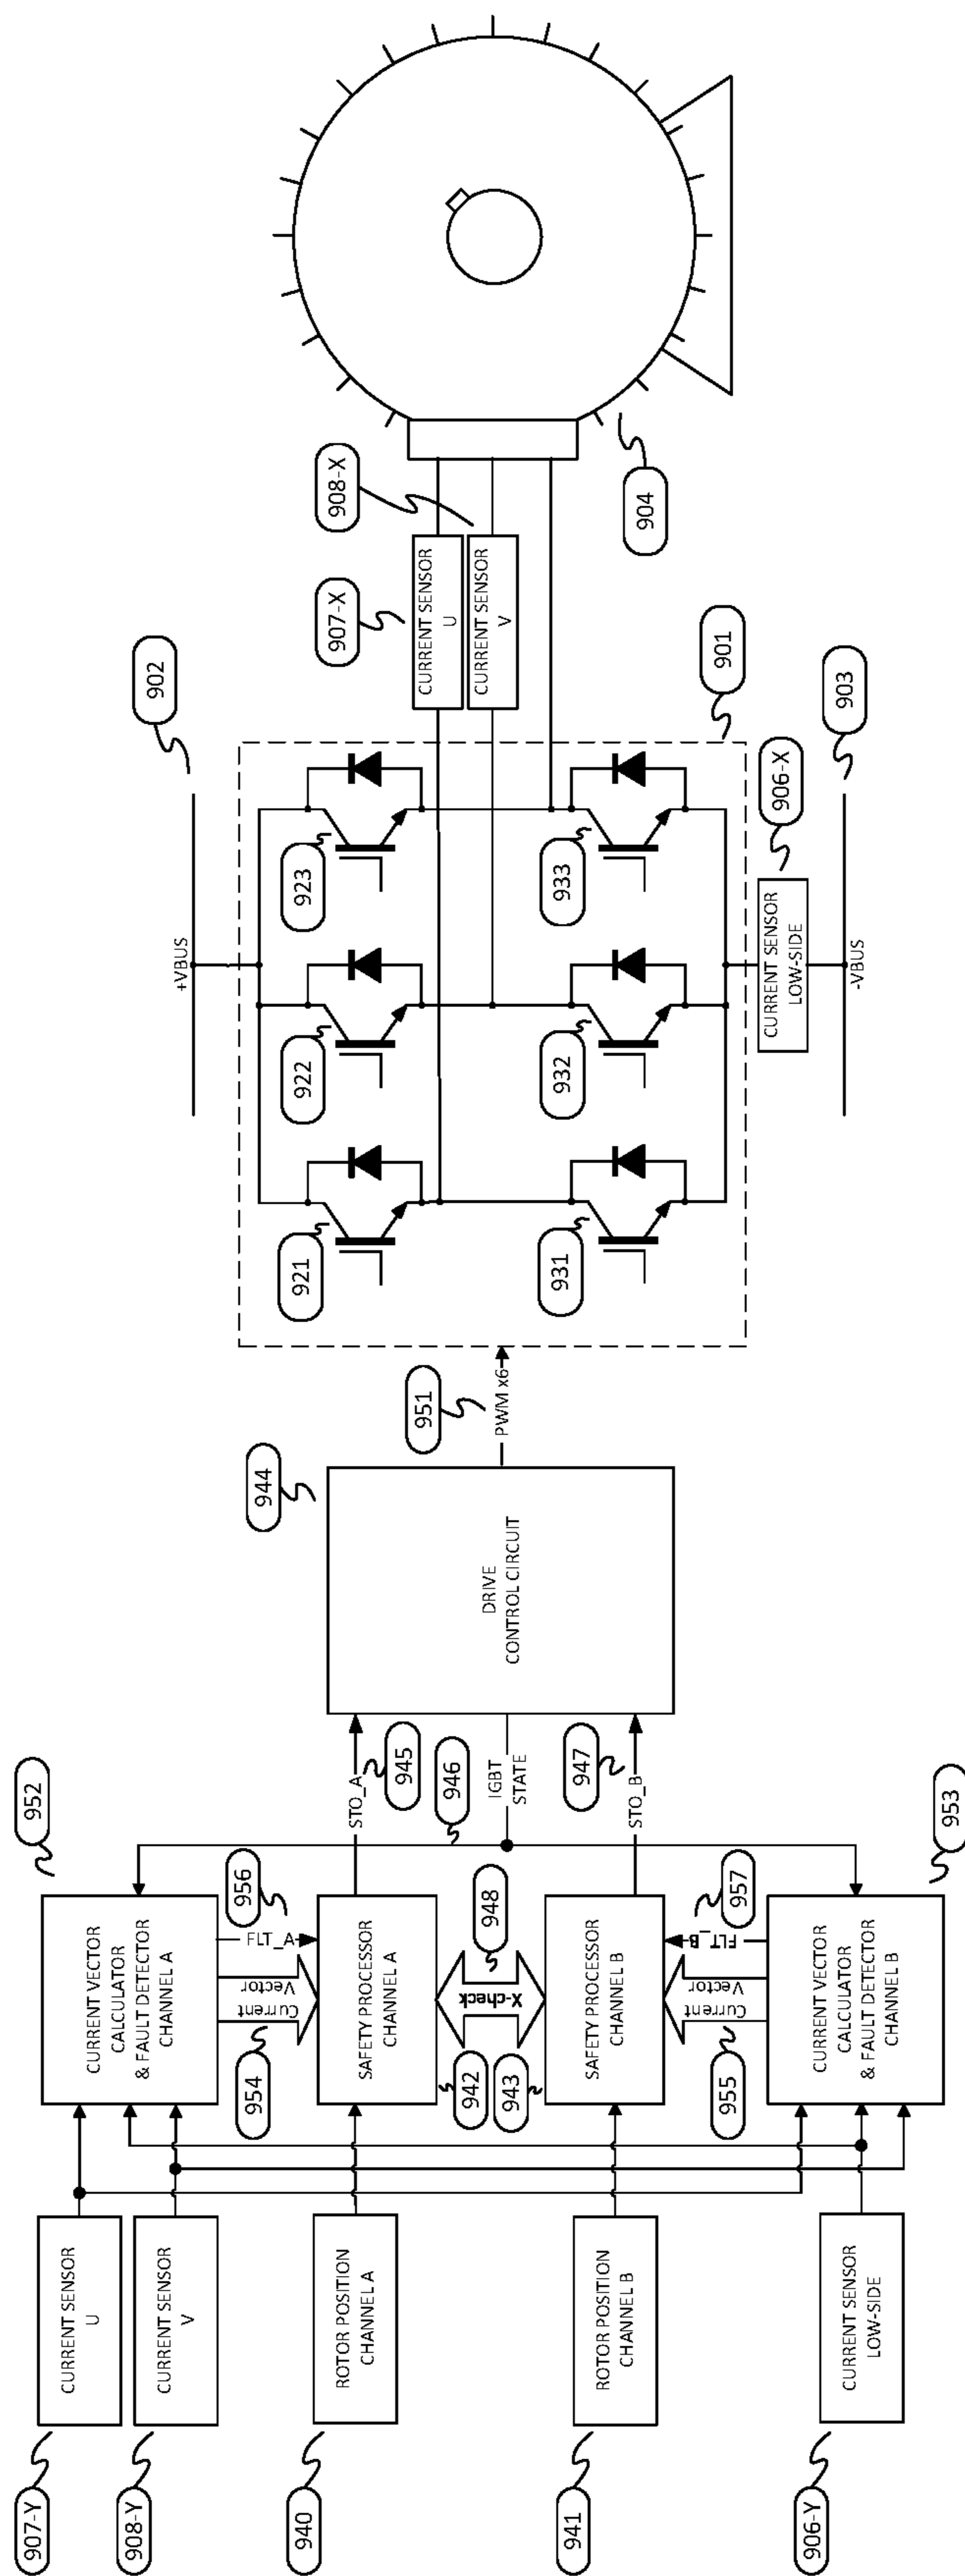 907-Y
CURRENT SENSOR
U
908-Y
CURRENT SENSOR
V
940
ROTOR POSITION
CHANNEL A
941
ROTOR POSITION
CHANNEL B
906-Y
CURRENT SENSOR
LOW-SIDE
952
CURRENT VECTOR
CALCULATOR
& FAULT DETECTOR
CHANNEL A
954
Current
Vector
FLT_A
956
SAFETY PROCESSOR
CHANNEL A
942
X-check
948
943
SAFETY PROCESSOR
CHANNEL B
955
Current
Vector
FLT_B
957
CURRENT VECTOR
CALCULATOR
& FAULT DETECTOR
CHANNEL B
953
STO_A
945
946
IGBT
STATE
947
STO_B
944
DRIVE
CONTROL CIRCUIT
951
PWM x6
902
+VBUS
921
922
923
931
932
933
901
CURRENT SENSOR
LOW-SIDE
906-X
-VBUS
903
907-X
CURRENT SENSOR
U
908-X
CURRENT SENSOR
V
904